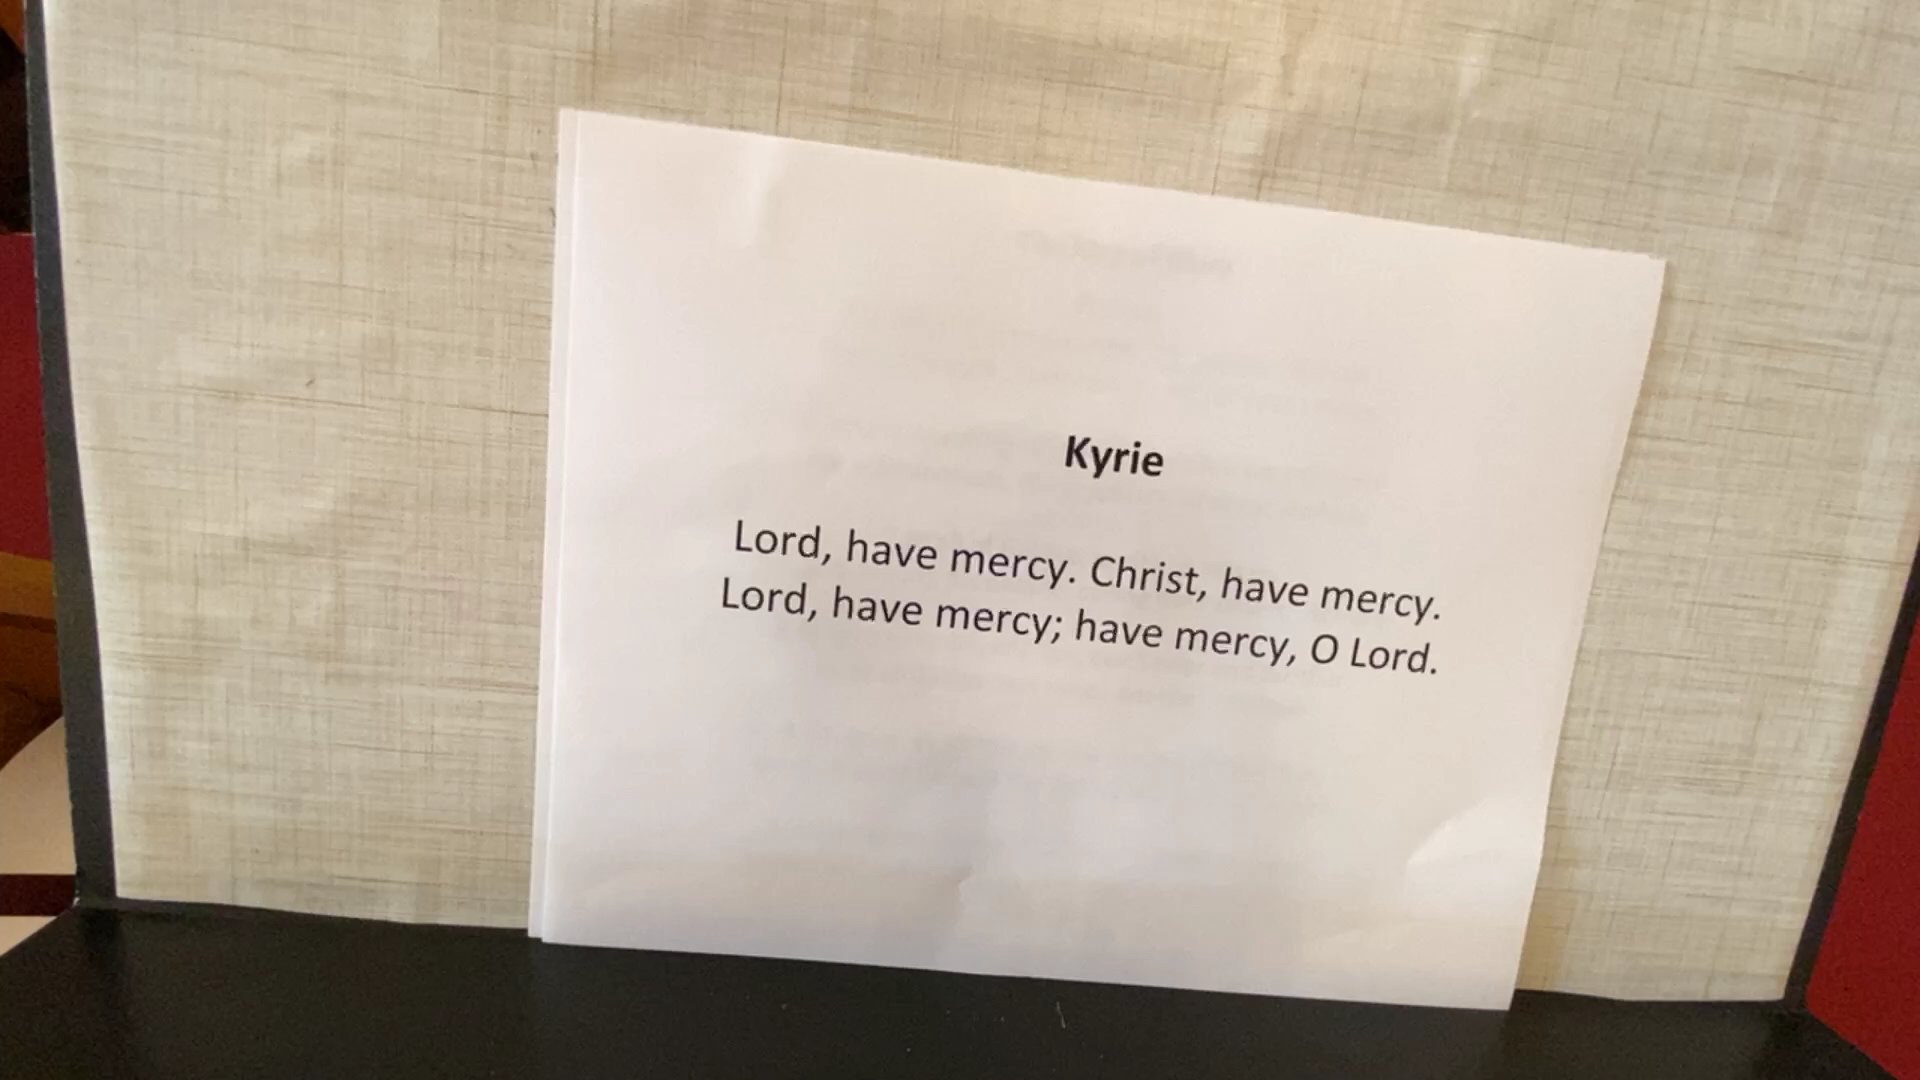 Kyrie
Lord, have mercy. Christ, have mercy.
Lord, have mercy; have mercy, O Lord.